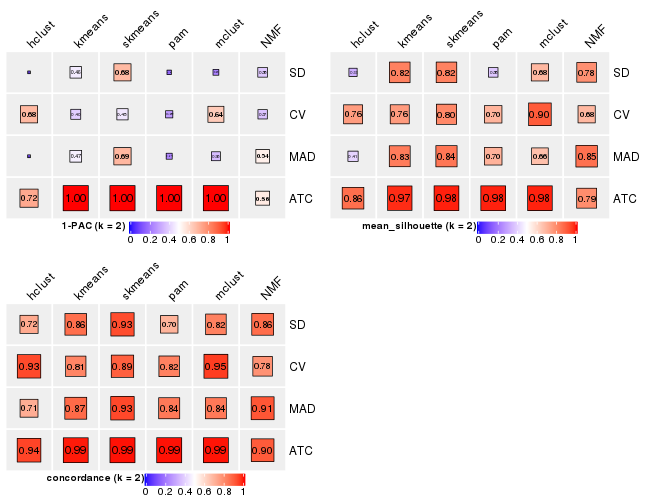 hclust kmeans skmeans pam mclust NMF
0.68 SD
0.68 0.64 CV
0.47 0.69 0.54 MAD
0.72 1.00 1.00 1.00 1.00 0.56 ATC
1-PAC (k = 2) 0 0.2 0.4 0.6 0.8 1
hclust kmeans skmeans pam mclust NMF
0.82 0.82 0.68 0.78 SD
0.76 0.76 0.80 0.70 0.90 0.68 CV
0.83 0.84 0.70 0.66 0.85 MAD
0.86 0.97 0.98 0.98 0.98 0.79 ATC
mean_silhouette (k = 2) 0 0.2 0.4 0.6 0.8 1
hclust kmeans skmeans pam mclust NMF
0.72 0.86 0.93 0.70 0.82 0.86 SD
0.93 0.81 0.89 0.82 0.95 0.78 CV
0.71 0.87 0.93 0.84 0.84 0.91 MAD
0.94 0.99 0.99 0.99 0.99 0.90 ATC
concordance (k = 2) 0 0.2 0.4 0.6 0.8 1